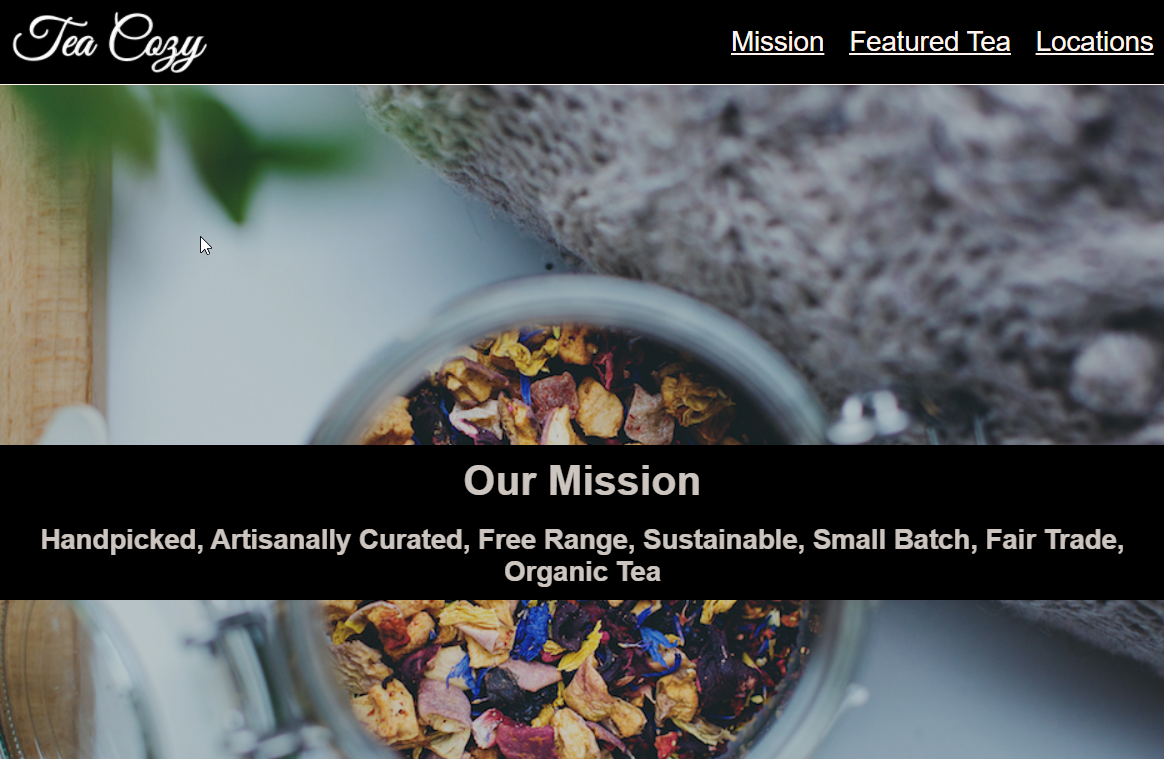 Tea Cozy
Mission Featured Tea Locations
Our Mission
Handpicked, Artisanally Curated, Free Range, Sustainable, Small Batch, Fair Trade,
Organic Tea